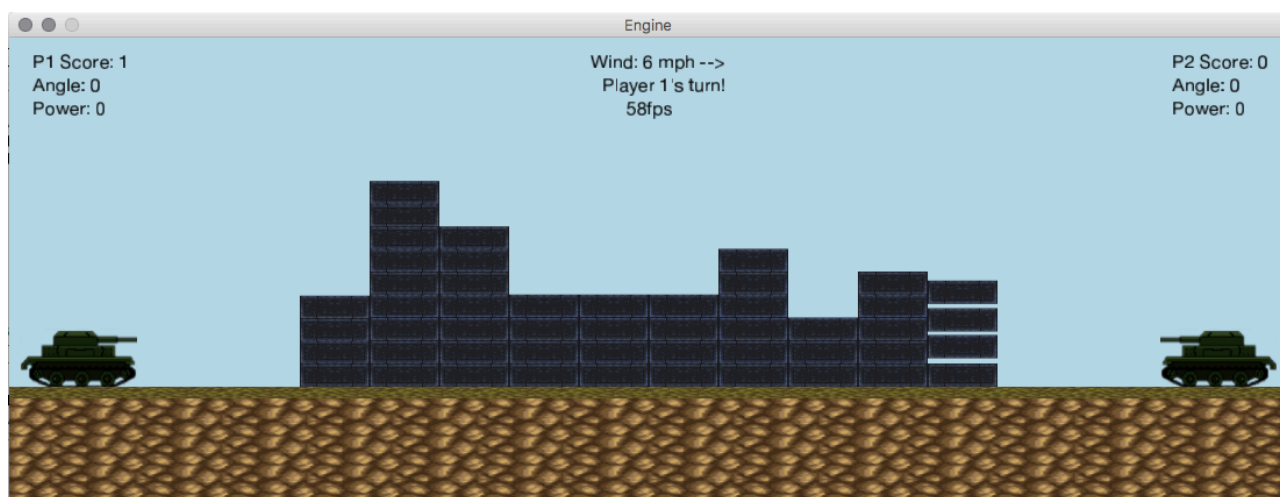 Engine
P1 Score: 1
Angle: 0
Power: 0
Wind: 6 mph -->
Player 1's turn!
58fps
P2 Score: 0
Angle: 0
Power: 0